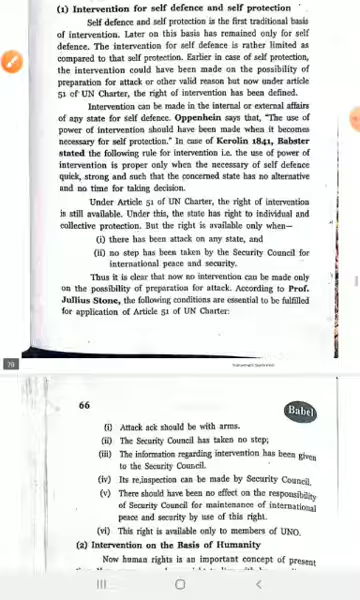 (1) Intervention for self defence and self protection
Self defence and self protection is the first traditional basis
of intervention. Later on this basis has remained only for self
defence. The intervention for self defence is rather limited as
compared to that self protection. Earlier in case of self protection,
the intervention could have been made on the possibility of
preparation for attack or other valid reason but now under article
51 of UN Charter, the right of intervention has been defined.
Intervention can be made in the internal or external affairs
of any state for self defence. Oppenhein says that, "The use of
power of intervention should have been made when it becomes
necessary for self protection." In case of Kerolin 1841, Babster
stated the following rule for intervention i.e. the use of power of
intervention is proper only when the necessary of self defence
quick, strong and such that the concerned state has no alternative
and no time for taking decision.
Under Article 51 of UN Charter, the right of intervention
is still available. Under this, the state has right to individual and
collective protection. But the right is available only when—
(i) there has been attack on any state, and
(ii) no step has been taken by the Security Council for
international peace and security.
Thus it is clear that now no intervention can be made only
on the possibility of preparation for attack. According to Prof.
Jullius Stone, the following conditions are essential to be fulfilled
for application of Article 51 of UN Charter:
70
66
Babel
(i) Attack ack should be with arms.
(ii) The Security Council has taken no step;
(iii) The information regarding intervention has been given
to the Security Council.
(iv) Its re,inspection can be made by Security Council.
(v) There should have been no effect on the responsibility
of Security Council for maintenance of international
peace and security by use of this right.
(vi) This right is available only to members of UNO.
(2) Intervention on the Basis of Humanity
Now human rights is an important concept of present